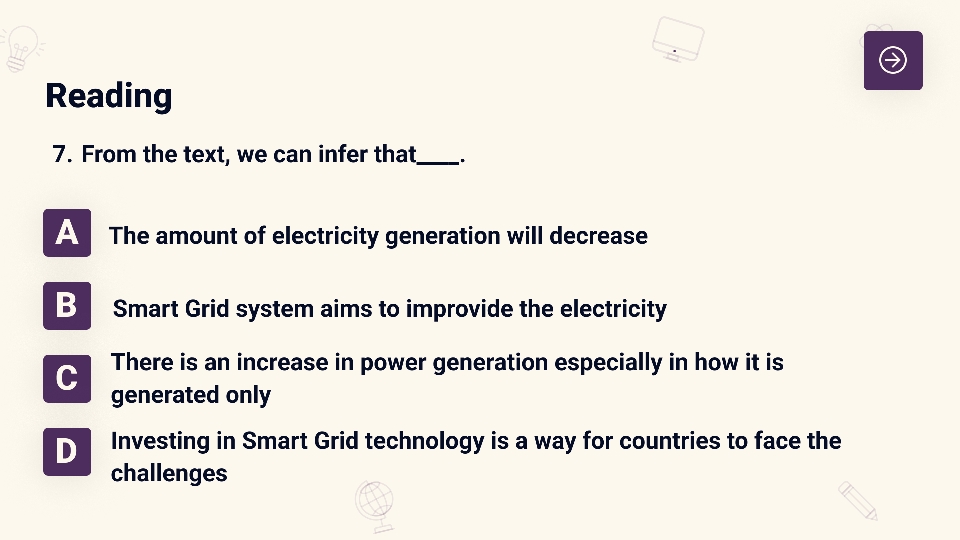 Reading
7. From the text, we can infer that____.
A The amount of electricity generation will decrease
B Smart Grid system aims to improvide the electricity
C There is an increase in power generation especially in how it is
generated only
D Investing in Smart Grid technology is a way for countries to face the
challenges